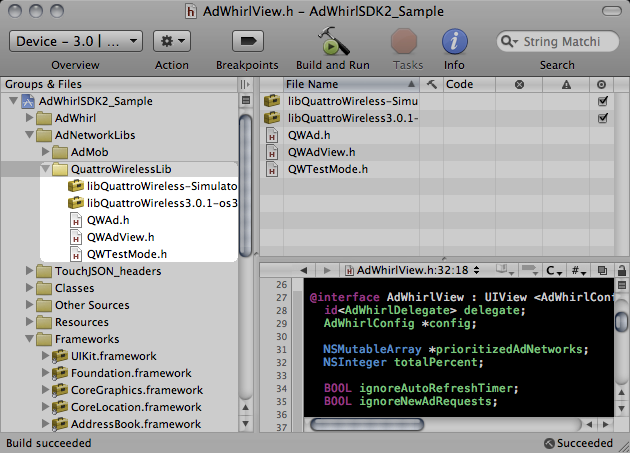 AdWhirlView.h - AdWhirlSDK2_Sample
Device - 3.0 | ...
String Matchi
Overview
Action
Breakpoints
Build and Run
Tasks
Info
Search
Groups & Files
AdWhirlSDK2_Sample
AdWhirl
AdNetworkLibs
AdMob
QuattroWirelessLib
libQuattroWireless-Simulato
libQuattroWireless3.0.1-os3
QWAd.h
QWAdView.h
QWTestMode.h
TouchJSON_headers
Classes
Other Sources
Resources
Frameworks
UIKit.framework
Foundation.framework
CoreGraphics.framework
CoreLocation.framework
AddressBook.framework
File Name
Code
libQuattroWireless-Simu
libQuattroWireless3.0.1-
QWAd.h
QWAdView.h
QWTestMode.h
AdWhirlView.h:32:18
C
#
26
27 @interface AdWhirlView : UIView <AdWhirlConf
28 id<AdWhirlDelegate> delegate;
29 AdWhirlConfig *config;
30
31 NSMutableArray *prioritizedAdNetworks;
32 NSInteger totalPercent;
33
34 BOOL ignoreAutoRefreshTimer;
35 BOOL ignoreNewAdRequests;
36
37
Build succeeded
Succeeded